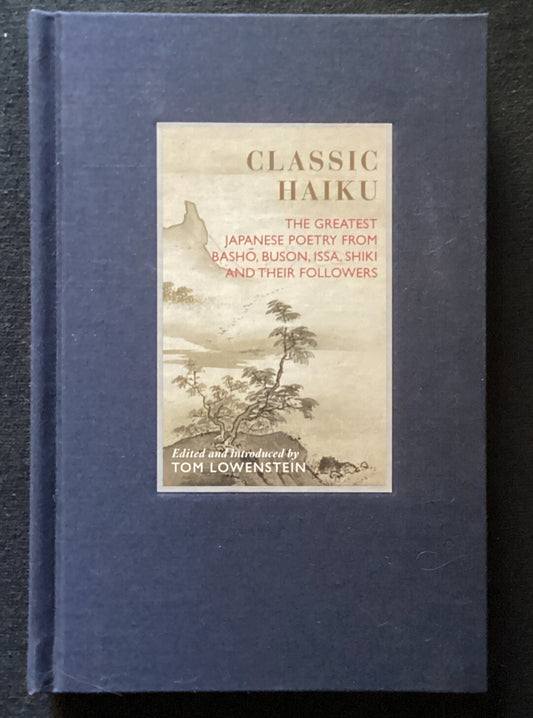 CLASSIC
HAIKU
THE GREATEST
JAPANESE POETRY FROM
BASHŌ, BUSON, ISSA, SHIKI
AND THEIR FOLLOWERS
Edited and introduced by
TOM LOWENSTEIN